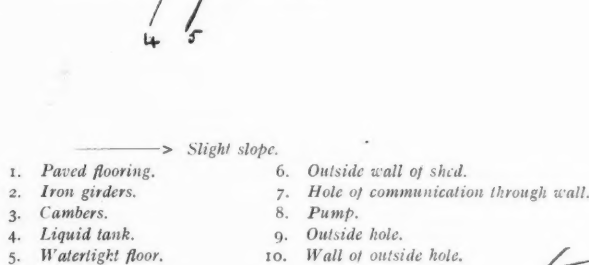 4 5
⟶ Slight slope.
1. Paved flooring.
2. Iron girders.
3. Cambers.
4. Liquid tank.
5. Watertight floor.
6. Outside wall of shed.
7. Hole of communication through wall.
8. Pump.
9. Outside hole.
10. Wall of outside hole.